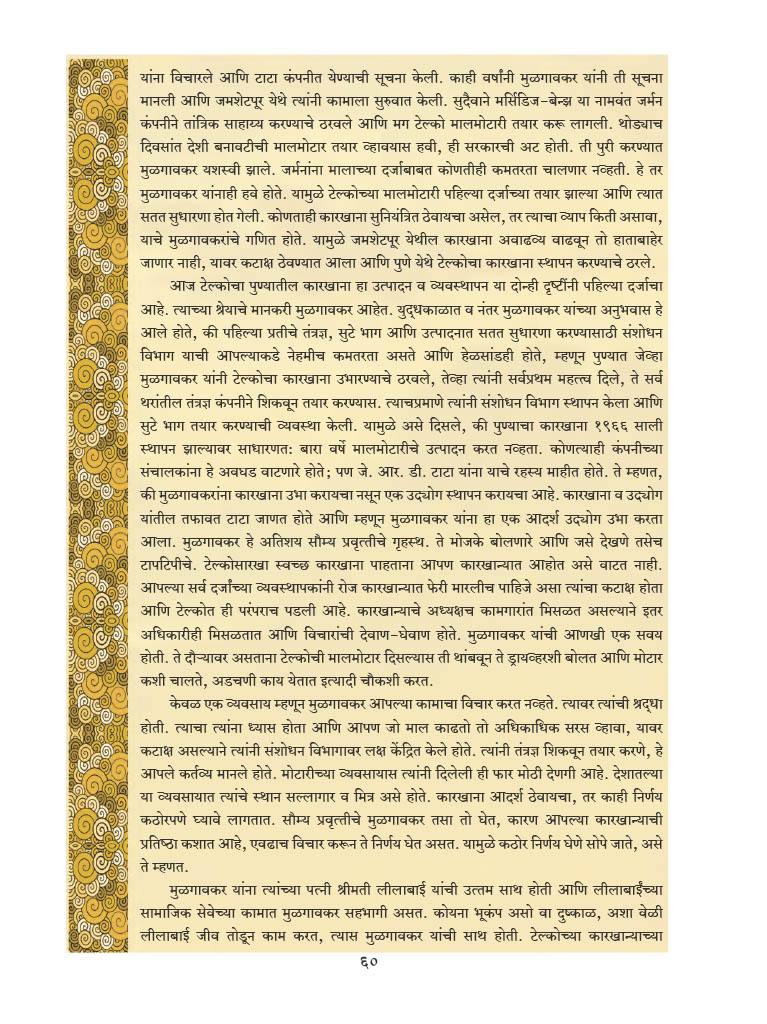 यांना विचारले आणि टाटा कंपनीत येण्याची सूचना केली. काही वर्षांनी मुळगावकर यांनी ती सूचना
मानली आणि जमशेटपूर येथे त्यांनी कामाला सुरुवात केली. सुदैवाने मर्सिडिज-बेन्झ या नामवंत जर्मन
कंपनीने तांत्रिक साहाय्य करण्याचे ठरवले आणि मग टेल्को मालमोटारी तयार करू लागली. थोड्याच
दिवसांत देशी बनावटीची मालमोटार तयार व्हावयास हवी, ही सरकारची अट होती. ती पुरी करण्यात
मुळगावकर यशस्वी झाले. जर्मनांना मालाच्या दर्जाबाबत कोणतीही कमतरता चालणार नव्हती. हे तर
मुळगावकर यांनाही हवे होते. यामुळे टेल्कोच्या मालमोटारी पहिल्या दर्जाच्या तयार झाल्या आणि त्यात
सतत सुधारणा होत गेली. कोणताही कारखाना सुनियंत्रित ठेवायचा असेल, तर त्याचा व्याप किती असावा,
याचे मुळगावकरांचे गणित होते. यामुळे जमशेटपूर येथील कारखाना अवाढव्य वाढवून तो हाताबाहेर
जाणार नाही, यावर कटाक्ष ठेवण्यात आला आणि पुणे येथे टेल्कोचा कारखाना स्थापन करण्याचे ठरले.
आज टेल्कोचा पुण्यातील कारखाना हा उत्पादन व व्यवस्थापन या दोन्ही दृष्टींनी पहिल्या दर्जाचा
आहे. त्याच्या श्रेयाचे मानकरी मुळगावकर आहेत. युद्धकाळात व नंतर मुळगावकर यांच्या अनुभवास हे
आले होते, की पहिल्या प्रतीचे तंत्रज्ञ, सुटे भाग आणि उत्पादनात सतत सुधारणा करण्यासाठी संशोधन
विभाग याची आपल्याकडे नेहमीच कमतरता असते आणि हेळसांडही होते, म्हणून पुण्यात जेव्हा
मुळगावकर यांनी टेल्कोचा कारखाना उभारण्याचे ठरवले, तेव्हा त्यांनी सर्वप्रथम महत्त्व दिले, ते सर्व
थरांतील तंत्रज्ञ कंपनीने शिकवून तयार करण्यास. त्याचप्रमाणे त्यांनी संशोधन विभाग स्थापन केला आणि
सुटे भाग तयार करण्याची व्यवस्था केली. यामुळे असे दिसले, की पुण्याचा कारखाना १९६६ साली
स्थापन झाल्यावर साधारणत: बारा वर्षे मालमोटारीचे उत्पादन करत नव्हता. कोणत्याही कंपनीच्या
संचालकांना हे अवघड वाटणारे होते; पण जे. आर. डी. टाटा यांना याचे रहस्य माहीत होते. ते म्हणत,
की मुळगावकरांना कारखाना उभा करायचा नसून एक उद्योग स्थापन करायचा आहे. कारखाना व उद्योग
यांतील तफावत टाटा जाणत होते आणि म्हणून मुळगावकर यांना हा एक आदर्श उद्योग उभा करता
आला. मुळगावकर हे अतिशय सौम्य प्रवृत्तीचे गृहस्थ. ते मोजके बोलणारे आणि जसे देखणे तसेच
टापटिपीचे. टेल्कोसारखा स्वच्छ कारखाना पाहताना आपण कारखान्यात आहोत असे वाटत नाही.
आपल्या सर्व दर्जांच्या व्यवस्थापकांनी रोज कारखान्यात फेरी मारलीच पाहिजे असा त्यांचा कटाक्ष होता
आणि टेल्कोत ही परंपराच पडली आहे. कारखान्याचे अध्यक्षच कामगारांत मिसळत असल्याने इतर
अधिकारीही मिसळतात आणि विचारांची देवाण-घेवाण होते. मुळगावकर यांची आणखी एक सवय
होती. ते दौऱ्यावर असताना टेल्कोची मालमोटार दिसल्यास ती थांबवून ते ड्रायव्हरशी बोलत आणि मोटार
कशी चालते, अडचणी काय येतात इत्यादी चौकशी करत.
केवळ एक व्यवसाय म्हणून मुळगावकर आपल्या कामाचा विचार करत नव्हते. त्यावर त्यांची श्रद्धा
होती. त्याचा त्यांना ध्यास होता आणि आपण जो माल काढतो तो अधिकाधिक सरस व्हावा, यावर
कटाक्ष असल्याने त्यांनी संशोधन विभागावर लक्ष केंद्रित केले होते. त्यांनी तंत्रज्ञ शिकवून तयार करणे, हे
आपले कर्तव्य मानले होते. मोटारीच्या व्यवसायास त्यांनी दिलेली ही फार मोठी देणगी आहे. देशातल्या
या व्यवसायात त्यांचे स्थान सल्लागार व मित्र असे होते. कारखाना आदर्श ठेवायचा, तर काही निर्णय
कठोरपणे घ्यावे लागतात. सौम्य प्रवृत्तीचे मुळगावकर तसा तो घेत, कारण आपल्या कारखान्याची
प्रतिष्ठा कशात आहे, एवढाच विचार करून ते निर्णय घेत असत. यामुळे कठोर निर्णय घेणे सोपे जाते, असे
ते म्हणत.
मुळगावकर यांना त्यांच्या पत्नी श्रीमती लीलाबाई यांची उत्तम साथ होती आणि लीलाबाईंच्या
सामाजिक सेवेच्या कामात मुळगावकर सहभागी असत. कोयना भूकंप असो वा दुष्काळ, अशा वेळी
लीलाबाई जीव तोडून काम करत, त्यास मुळगावकर यांची साथ होती. टेल्कोच्या कारखान्याच्या
६०